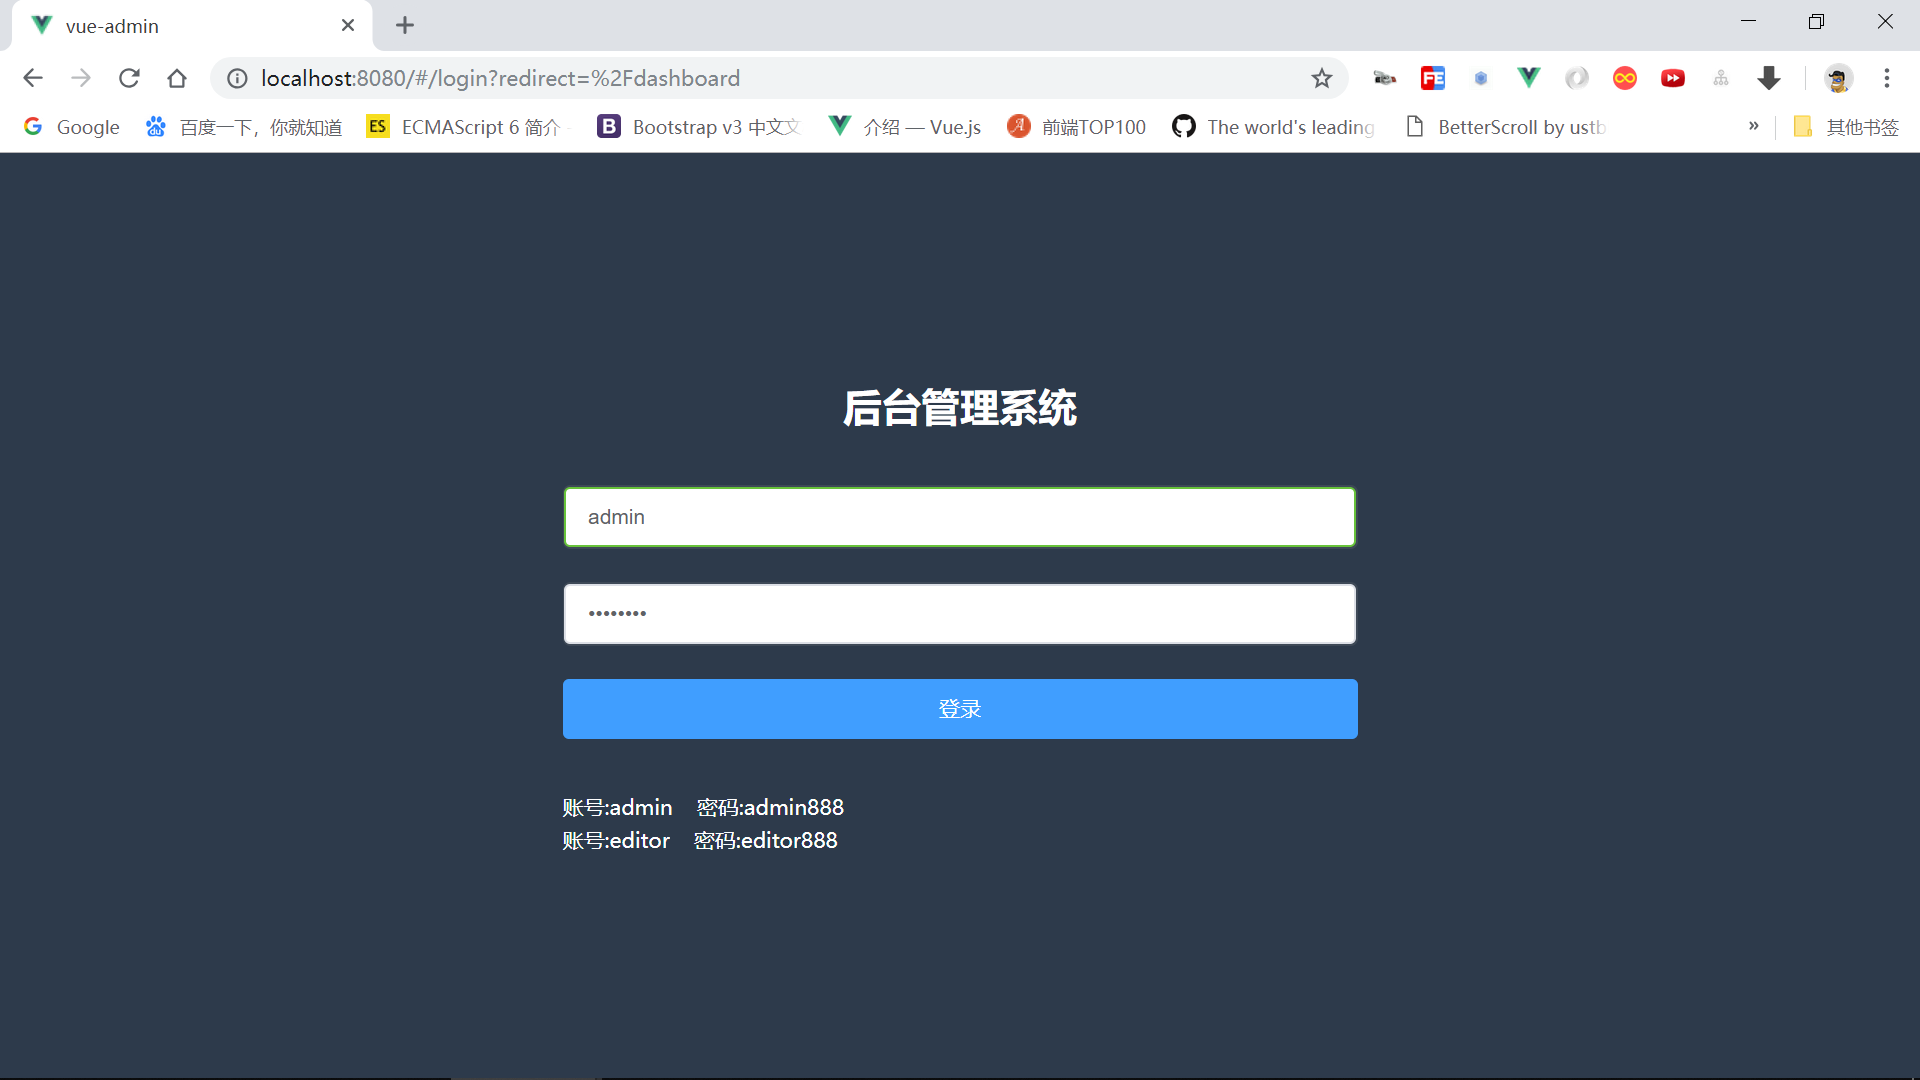 vue-admin
localhost:8080/#/login?redirect=%2Fdashboard
FE
Google
du 百度一下，你就知道
ES ECMAScript 6 简介
B Bootstrap v3 中文文
介绍 — Vue.js
A 前端TOP100
The world's leading
BetterScroll by ustb
»
其他书签
后台管理系统
admin
••••••••
登录
账号:admin 密码:admin888
账号:editor 密码:editor888